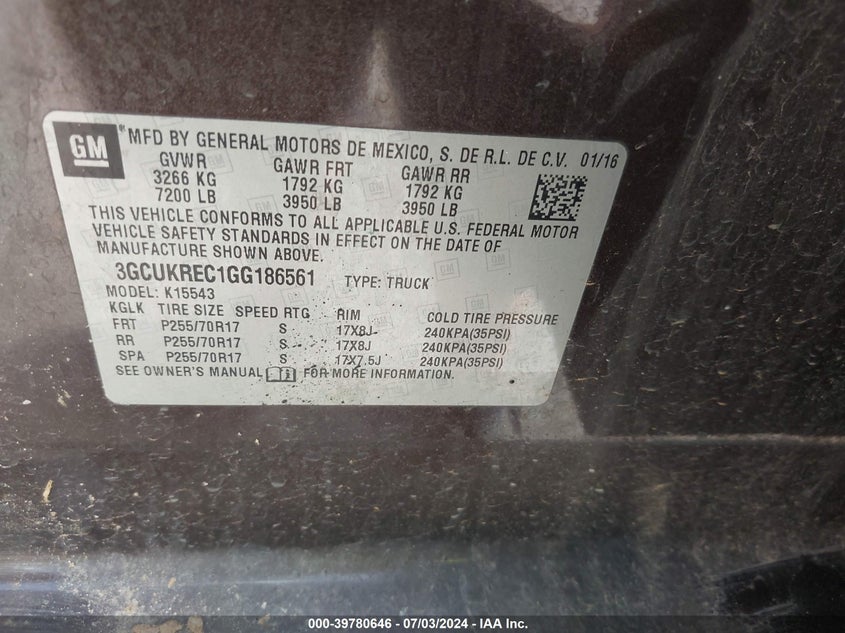 GM
*MFD BY GENERAL MOTORS DE MEXICO, S. DE R.L. DE C.V. 01/16
GVWR GAWR FRT GAWR RR
3266 KG 1792 KG 1792 KG
7200 LB 3950 LB 3950 LB
THIS VEHICLE CONFORMS TO ALL APPLICABLE U.S. FEDERAL MOTOR
VEHICLE SAFETY STANDARDS IN EFFECT ON THE DATE OF
MANUFACTURE SHOWN ABOVE.
3GCUKREC1GG186561 TYPE: TRUCK
MODEL: K15543
KGLK TIRE SIZE SPEED RTG RIM COLD TIRE PRESSURE
FRT P255/70R17 S 17X8J 240KPA(35PSI)
RR P255/70R17 S 17X8J 240KPA(35PSI)
SPA P255/70R17 S 17X7.5J 240KPA(35PSI)
SEE OWNER'S MANUAL FOR MORE INFORMATION.
000-39780646 - 07/03/2024 - IAA Inc.